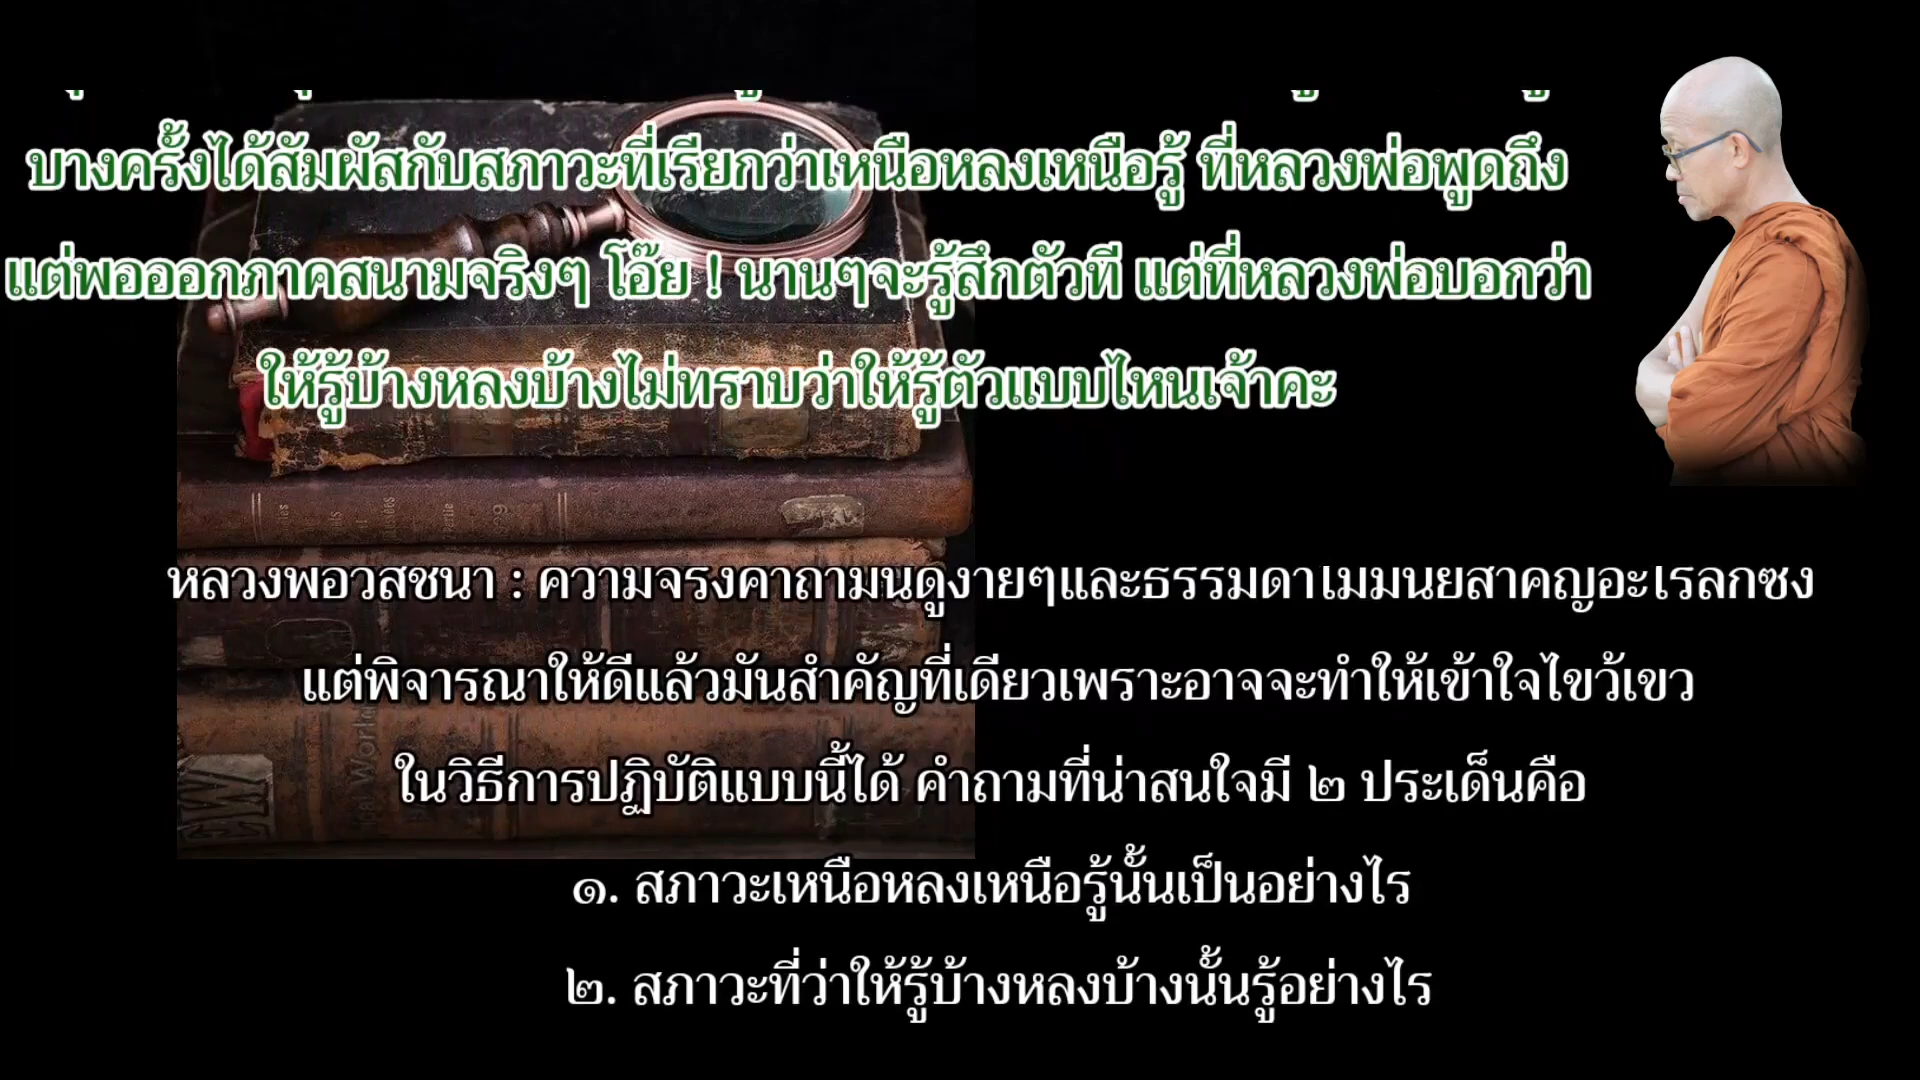 บางครั้งได้สัมผัสกับสภาวะที่เรียกว่าเหนือหลงเหนือรู้ ที่หลวงพ่อพูดถึง
แต่พอออกภาคสนามจริงๆ โอ๊ย ! นานๆจะรู้สึกตัวที แต่ที่หลวงพ่อบอกว่า
ให้รู้บ้างหลงบ้างไม่ทราบว่าให้รู้ตัวแบบไหนเจ้าคะ
หลวงพ่อวิสชนา : ความจริงคำถามนี้ดูง่ายๆและธรรมดาไม่มีนัยสำคัญอะไรลึกซึ้ง
แต่พิจารณาให้ดีแล้วมันสำคัญที่เดียวเพราะอาจจะทำให้เข้าใจไขว้เขว
ในวิธีการปฏิบัติแบบนี้ได้ คำถามที่น่าสนใจมี ๒ ประเด็นคือ
๑. สภาวะเหนือหลงเหนือรู้นั้นเป็นอย่างไร
๒. สภาวะที่ว่าให้รู้บ้างหลงบ้างนั้นรู้อย่างไร